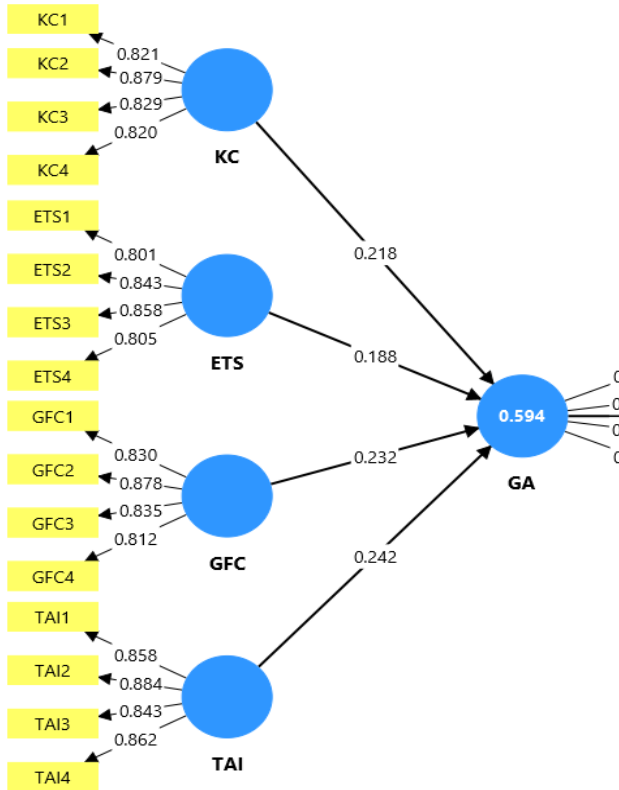 KC1
KC2
KC3
KC4
0.821
0.879
0.829
0.820
KC
ETS1
ETS2
ETS3
ETS4
0.801
0.843
0.858
0.805
ETS
GFC1
GFC2
GFC3
GFC4
0.830
0.878
0.835
0.812
GFC
TAI1
TAI2
TAI3
TAI4
0.858
0.884
0.843
0.862
TAI
0.218
0.188
0.232
0.242
0.594
GA